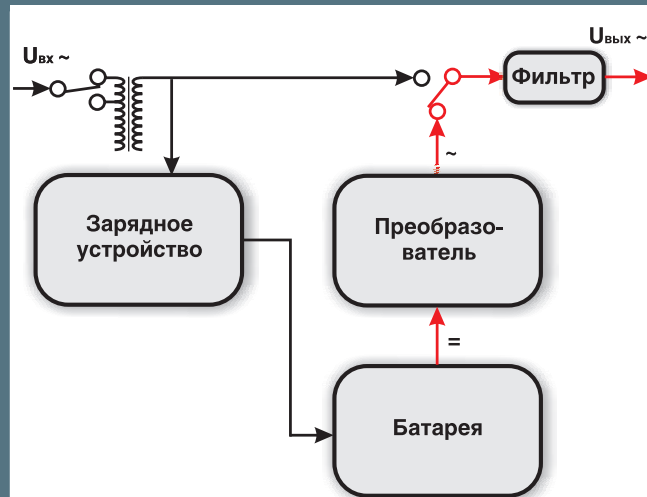 Uвх ~
Uвых ~
Фильтр
~
Зарядное
устройство
Преобразо-
ватель
=
Батарея